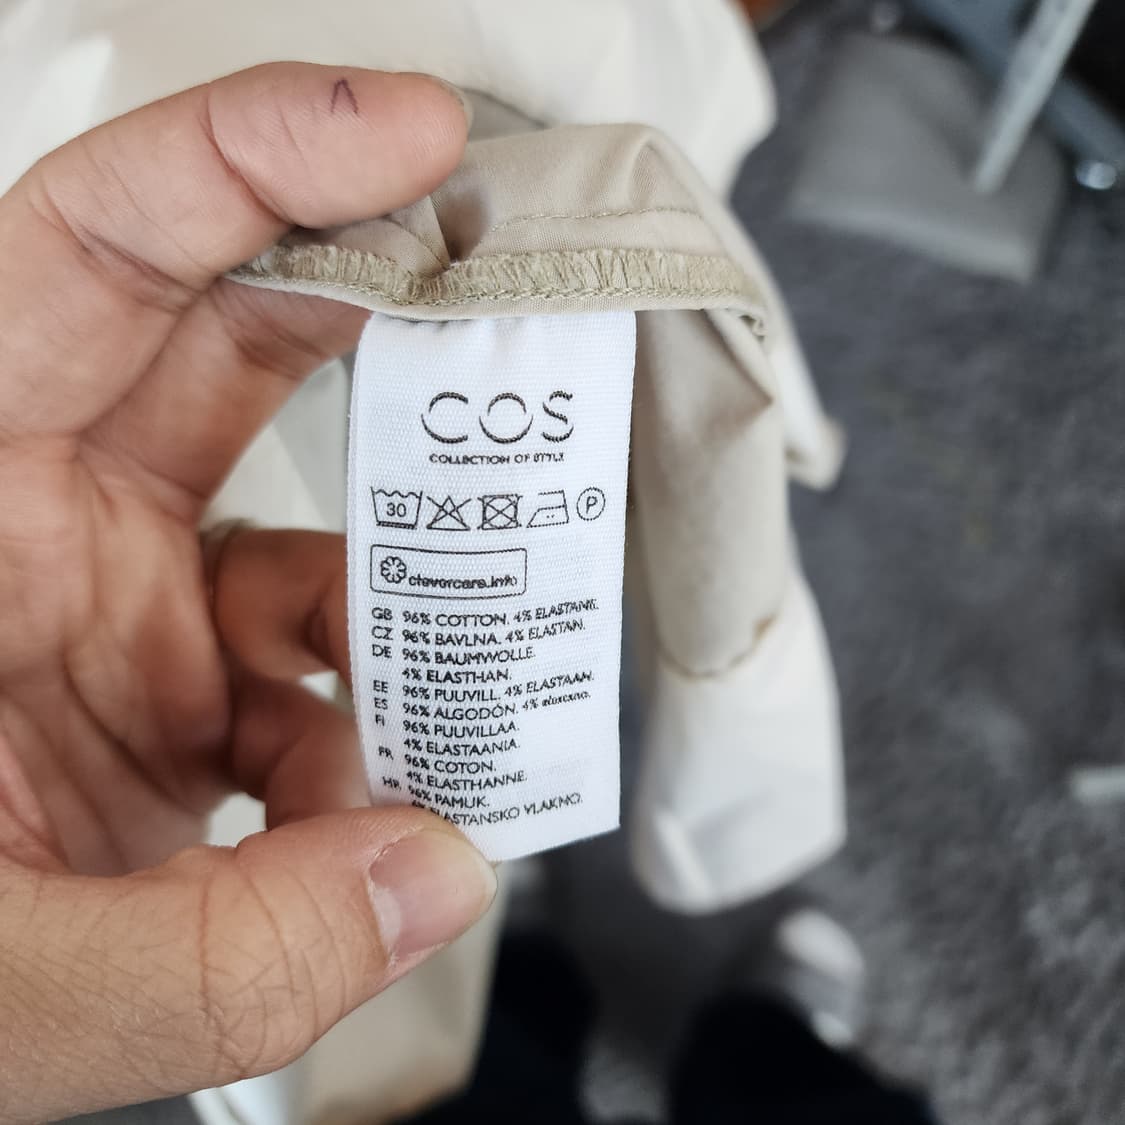 COS
COLLECTION OF STYLE
30 P
clevercare.info
GB 96% COTTON. 4% ELASTANE.
CZ 96% BAVLNA. 4% ELASTAN.
DE 96% BAUMWOLLE.
4% ELASTHAN.
EE 96% PUUVILL. 4% ELASTAAN.
ES 96% ALGODÓN. 4%
FI 96% PUUVILLAA.
4% ELASTAANIA.
FR 96% COTON.
4% ELASTHANNE.
HR 96% PAMUK.
VLAKNO.